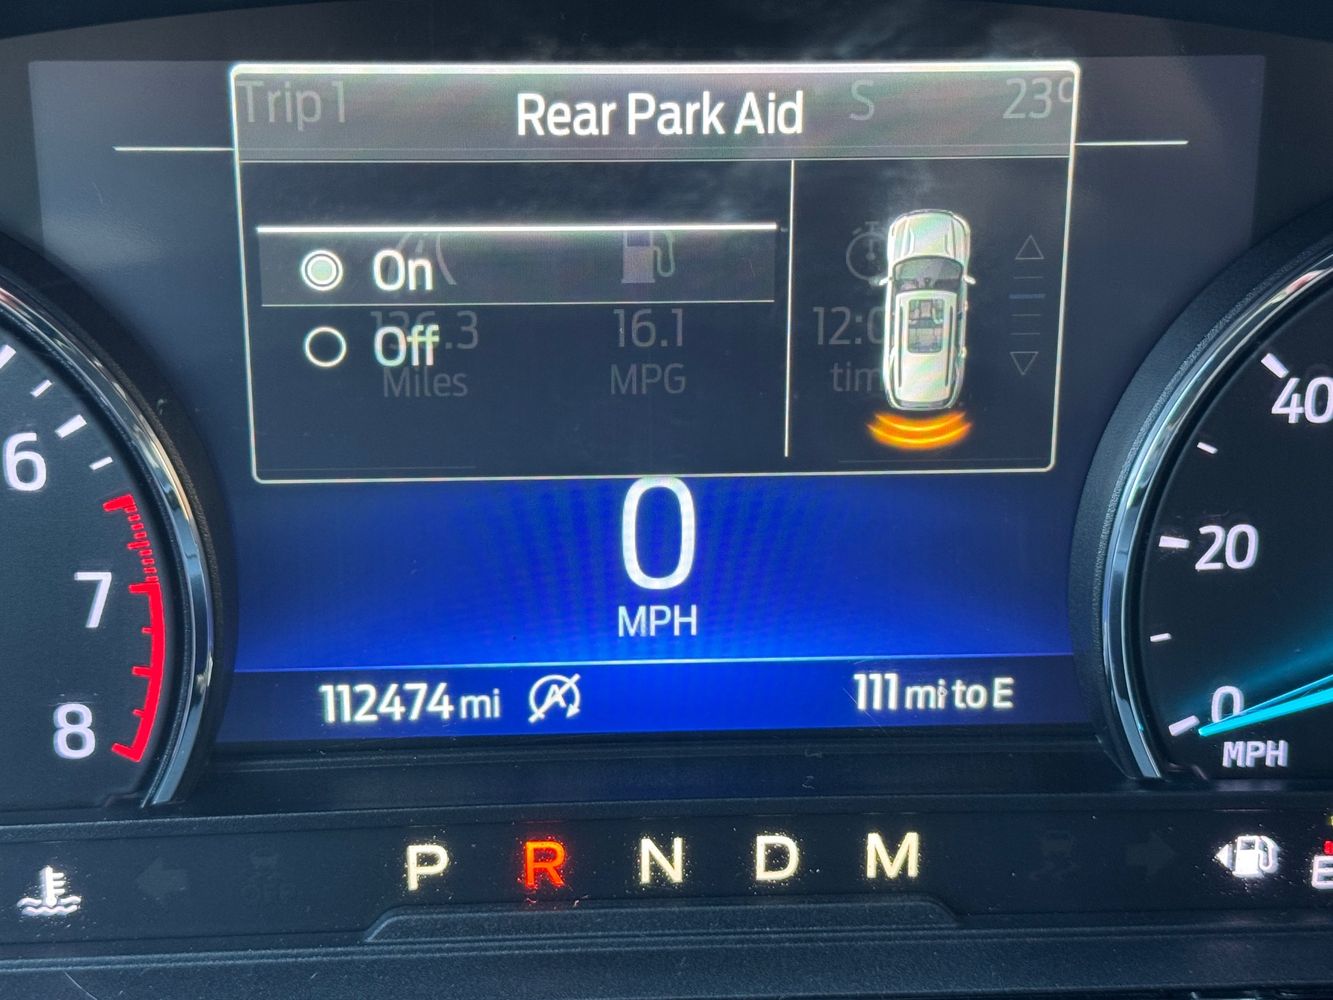 Trip 1 S 23°
Rear Park Aid
On
Off
136.3 16.1 12:0
Miles MPG tim
0
MPH
112474 mi 111 mi to E
6
7
8
40
20
0
MPH
P R N D M
E